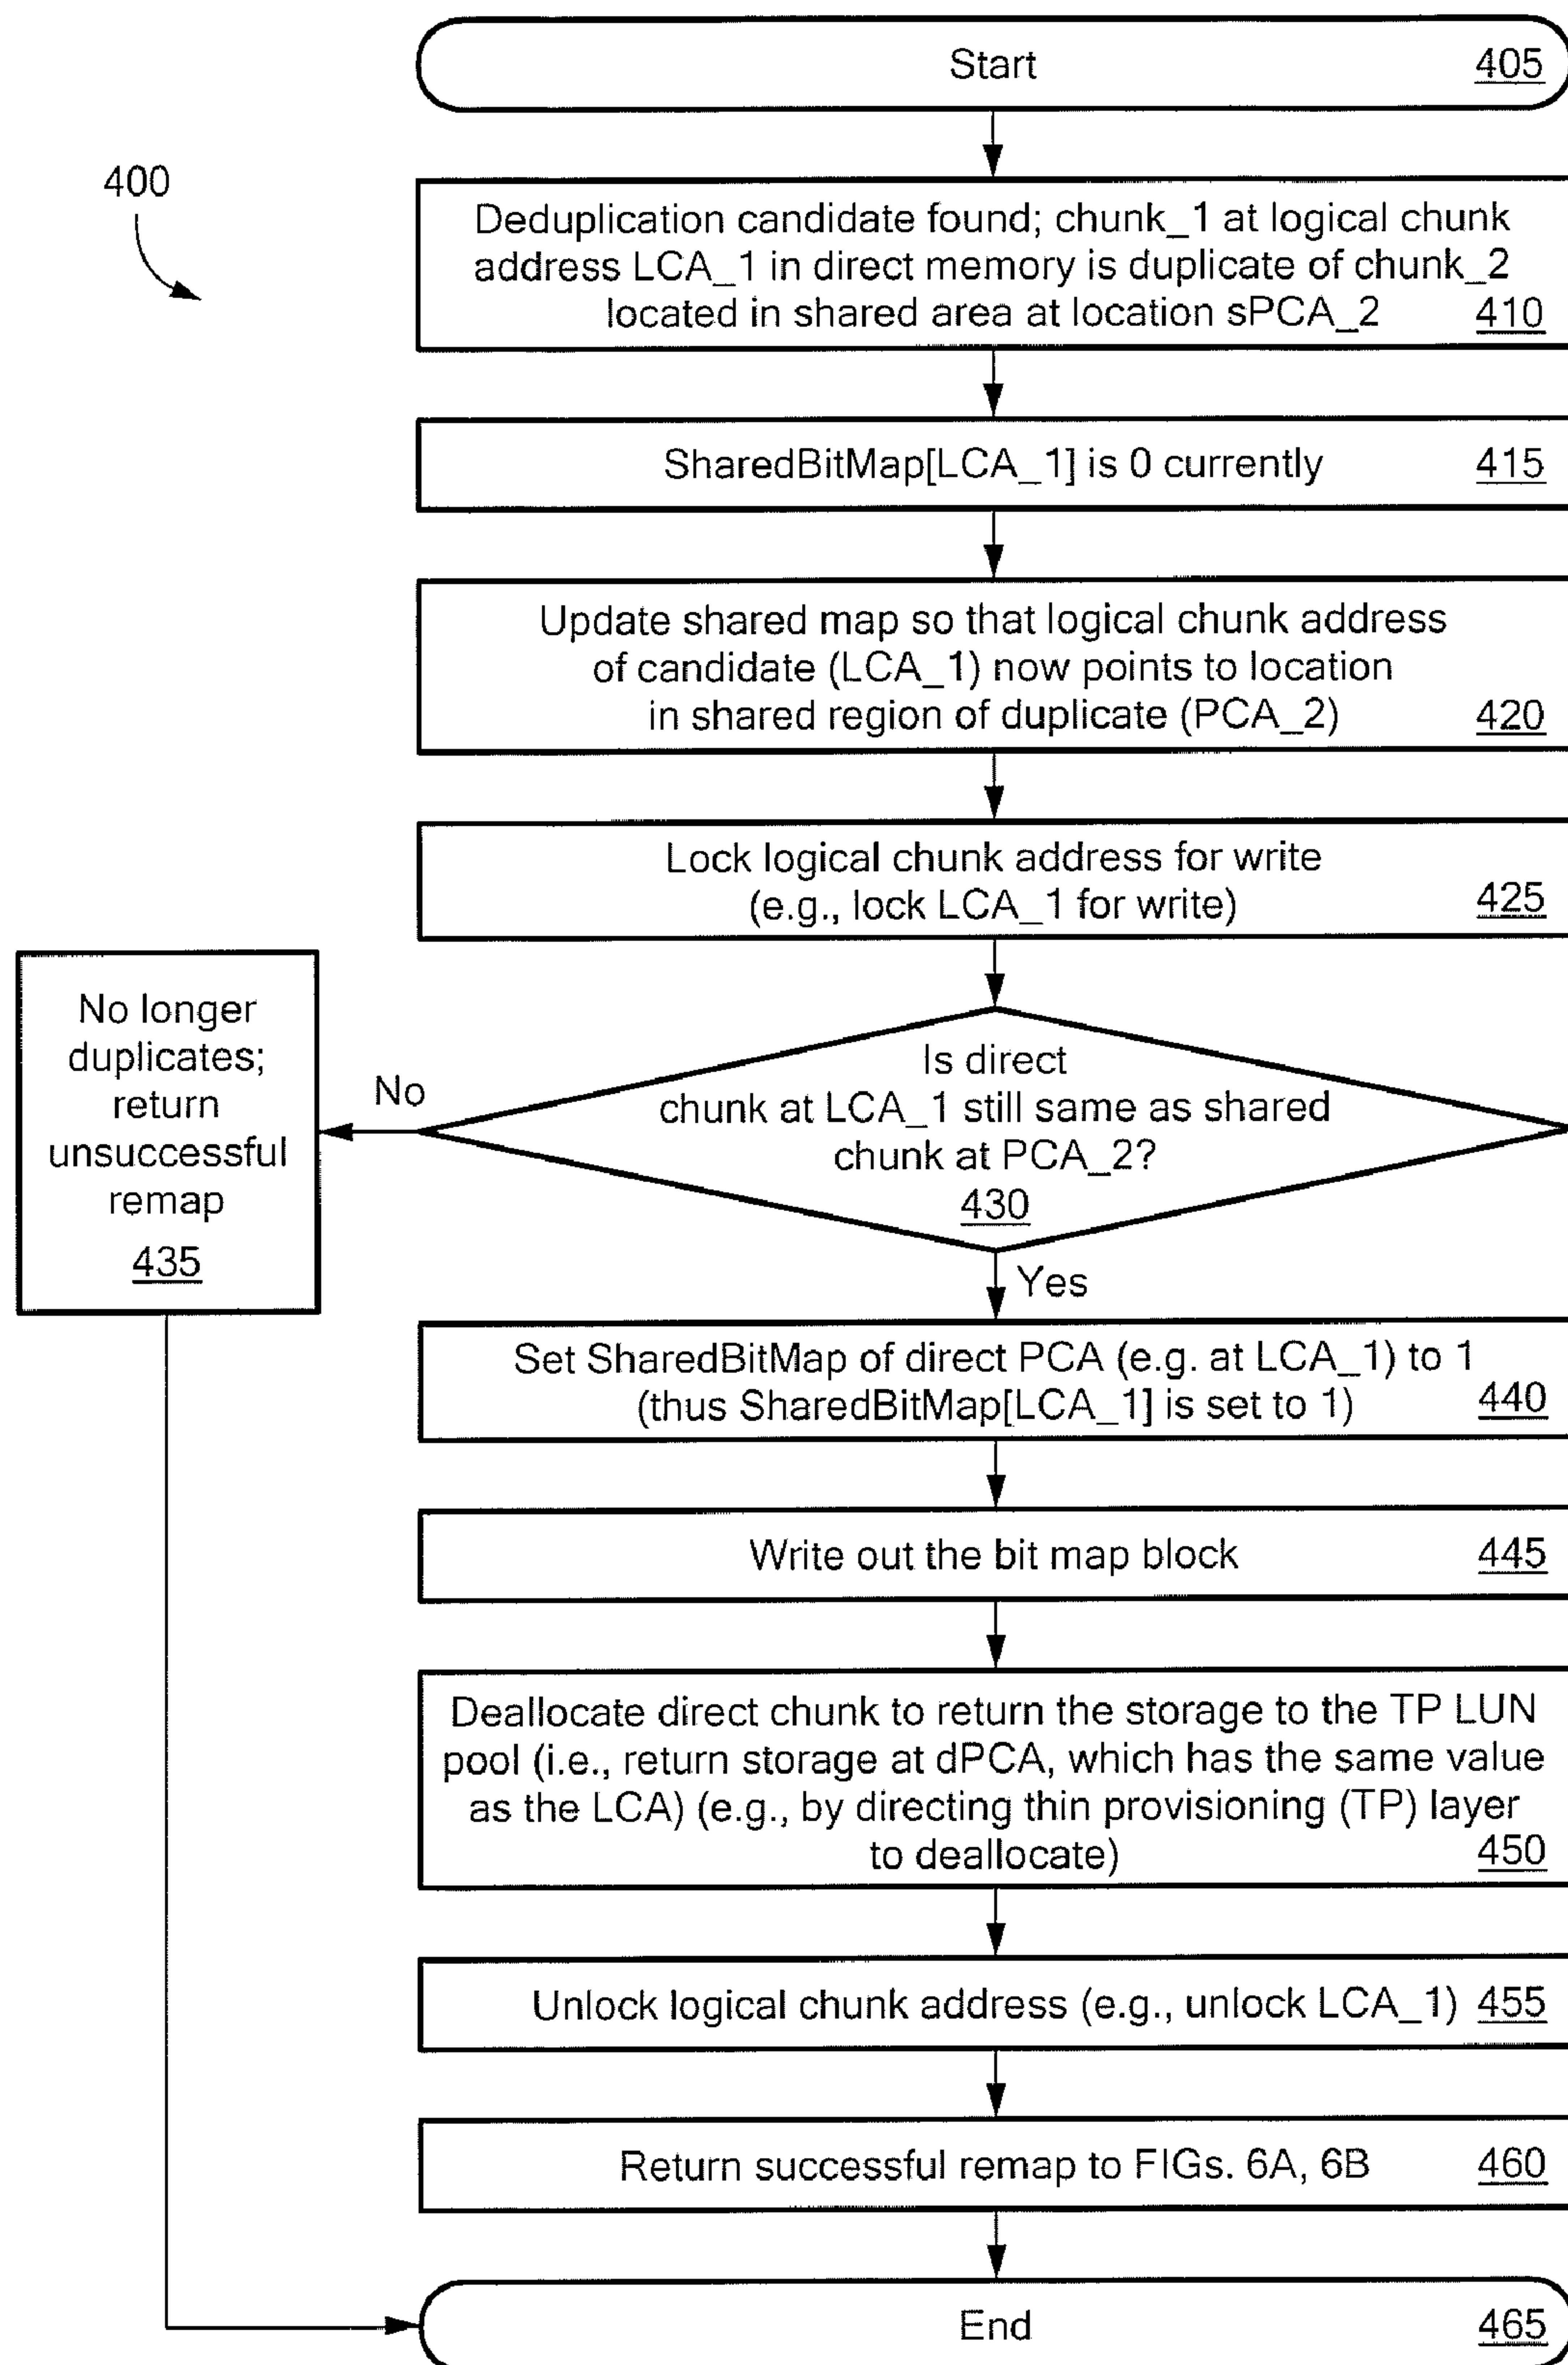 Start 405
400
Deduplication candidate found; chunk_1 at logical chunk
address LCA_1 in direct memory is duplicate of chunk_2
located in shared area at location sPCA_2 410
SharedBitMap[LCA_1] is 0 currently 415
Update shared map so that logical chunk address
of candidate (LCA_1) now points to location
in shared region of duplicate (PCA_2) 420
Lock logical chunk address for write
(e.g., lock LCA_1 for write) 425
Is direct
chunk at LCA_1 still same as shared
chunk at PCA_2?
430
No
No longer
duplicates;
return
unsuccessful
remap
435
Yes
Set SharedBitMap of direct PCA (e.g. at LCA_1) to 1
(thus SharedBitMap[LCA_1] is set to 1) 440
Write out the bit map block 445
Deallocate direct chunk to return the storage to the TP LUN
pool (i.e., return storage at dPCA, which has the same value
as the LCA) (e.g., by directing thin provisioning (TP) layer
to deallocate) 450
Unlock logical chunk address (e.g., unlock LCA_1) 455
Return successful remap to FIGs. 6A, 6B 460
End 465